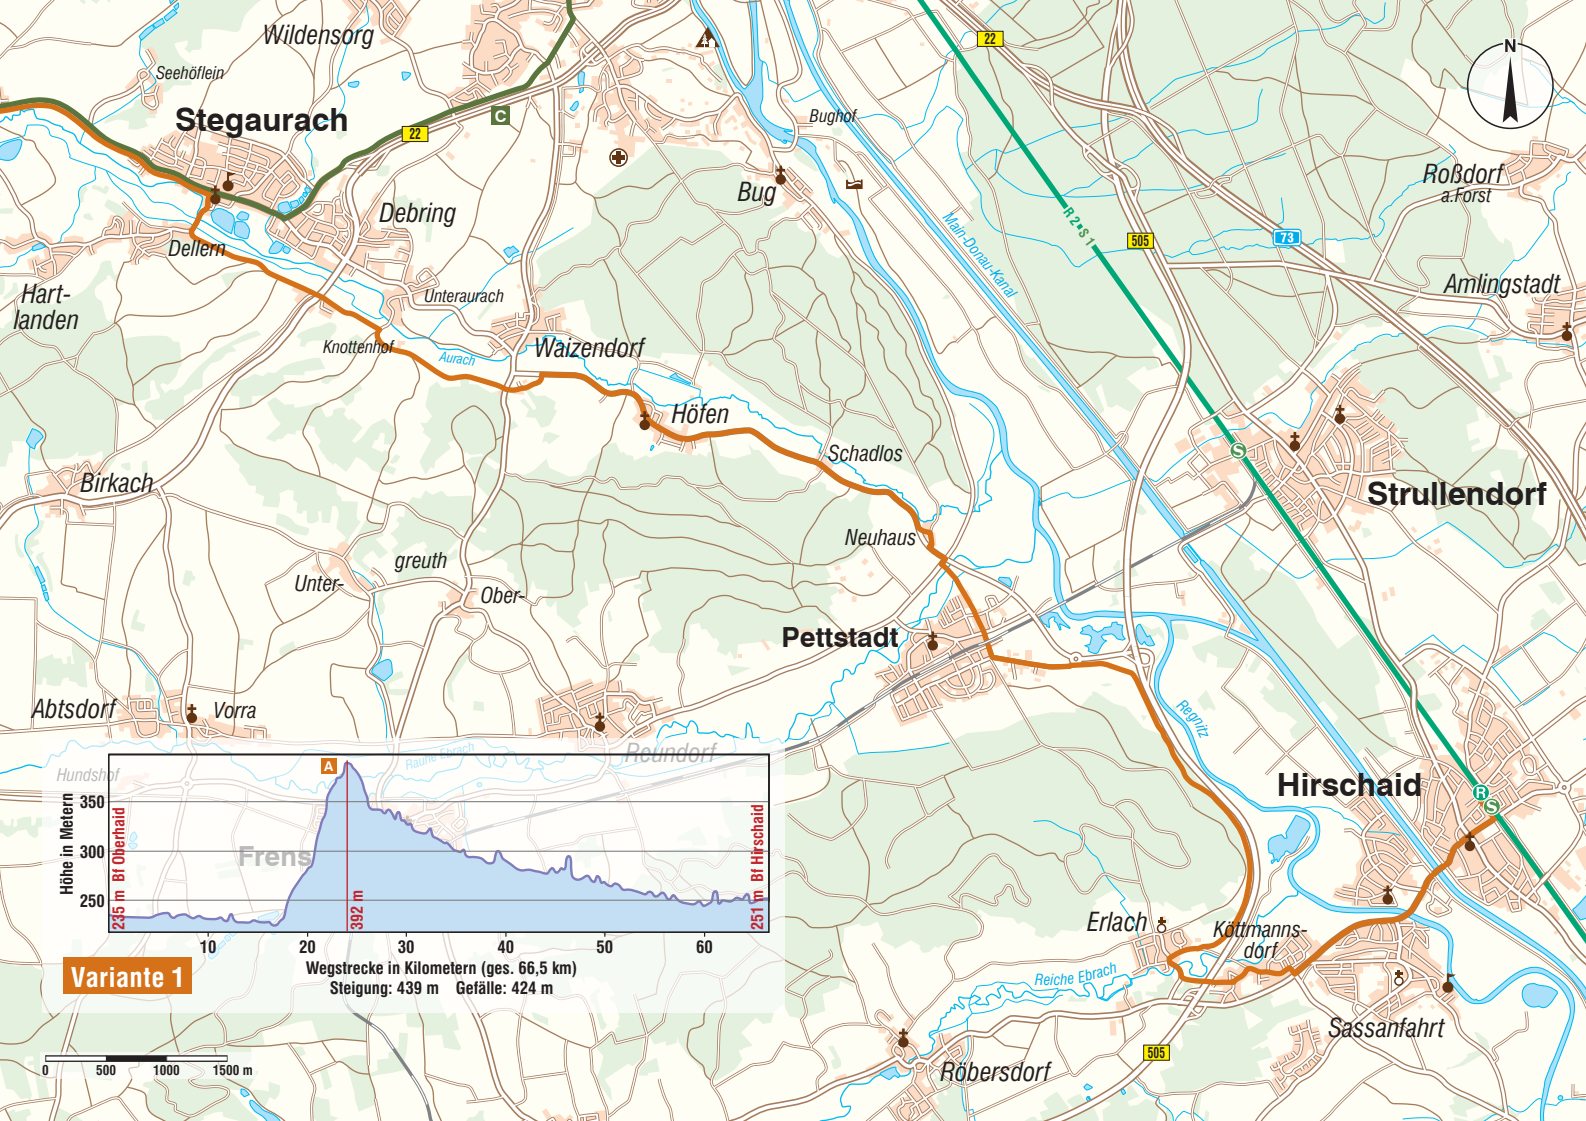 Wildensorg
22
N
Seehöflein
Stegaurach
C
22
Bughof
Bug
Roßdorf
a.Forst
R 2 • S 1
Main-Donau-Kanal
505
73
Debring
Dellern
Hart-
landen
Unteraurach
Amlingstadt
Knottenhof
Aurach
Waizendorf
Höfen
Schadlos
S
Strullendorf
Birkach
Neuhaus
greuth
Unter-
Ober-
Pettstadt
Abtsdorf
Vorra
Regnitz
Reundorf
Rauhe Ebrach
Hundshof
Hirschaid
R
S
A
Höhe in Metern
350
300
250
235 m Bf Oberhaid
392 m
251 m Bf Hirschaid
Frens
10
20
30
40
50
60
Wegstrecke in Kilometern (ges. 66,5 km)
Steigung: 439 m Gefälle: 424 m
Variante 1
Erlach
Köttmanns-
dorf
Reiche Ebrach
Sassanfahrt
505
Röbersdorf
0
500
1000
1500 m